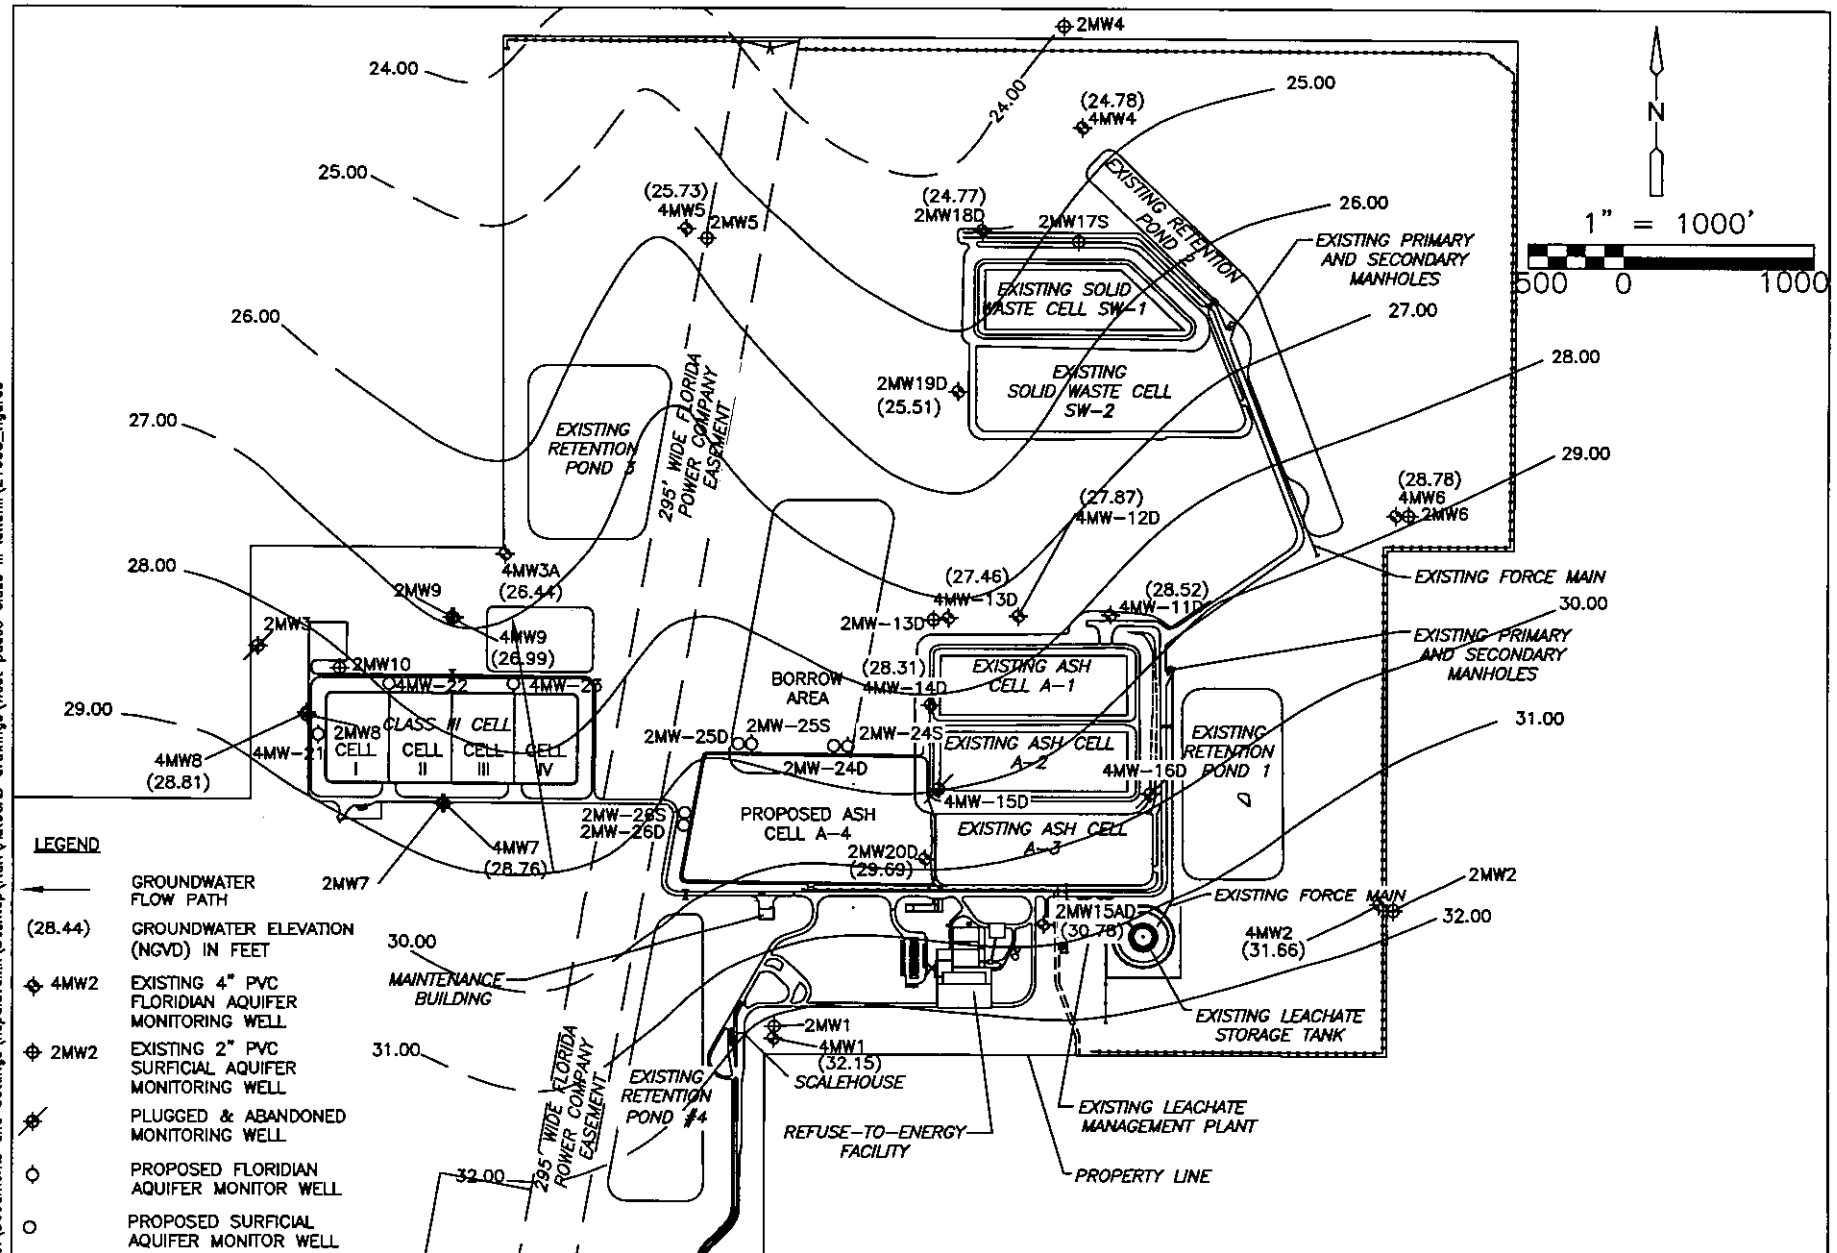 2MW4
24.00
24.00
25.00
(24.78)
4MW4
N
25.00
(25.73)
4MW5
2MW5
(24.77)
2MW18D
2MW17S
EXISTING RETENTION
POND 2
26.00
1" = 1000'
500 0 1000
EXISTING PRIMARY
AND SECONDARY
MANHOLES
EXISTING SOLID
WASTE CELL SW-1
26.00
27.00
28.00
295' WIDE FLORIDA
POWER COMPANY
EASEMENT
2MW19D
(25.51)
EXISTING
SOLID WASTE CELL
SW-2
27.00
EXISTING
RETENTION
POND 3
29.00
(28.78)
4MW6
2MW6
(27.87)
4MW-12D
28.00
4MW3A
(26.44)
2MW9
EXISTING FORCE MAIN
30.00
(27.46)
4MW-13D
2MW-13D
(28.52)
4MW-11D
2MW3
4MW9
(26.99)
2MW10
4MW-22
4MW-23
EXISTING PRIMARY
AND SECONDARY
MANHOLES
(28.31)
4MW-14D
EXISTING ASH
CELL A-1
BORROW
AREA
29.00
CLASS III CELL
2MW8
4MW-21
CELL
I
CELL
II
CELL
III
CELL
IV
4MW8
(28.81)
2MW-25D
2MW-25S
2MW-24S
2MW-24D
EXISTING ASH CELL
A-2
EXISTING
RETENTION
POND 1
31.00
4MW-16D
4MW-15D
2MW-26S
2MW-26D
PROPOSED ASH
CELL A-4
EXISTING ASH CELL
A-3
4MW7
(28.76)
2MW7
2MW20D
(29.69)
2MW2
EXISTING FORCE MAIN
32.00
2MW15AD
(30.78)
4MW2
(31.66)
30.00
MAINTENANCE
BUILDING
EXISTING LEACHATE
STORAGE TANK
31.00
2MW1
4MW1
(32.15)
SCALEHOUSE
EXISTING
RETENTION
POND #4
295' WIDE FLORIDA
POWER COMPANY
EASEMENT
EXISTING LEACHATE
MANAGEMENT PLANT
REFUSE-TO-ENERGY
FACILITY
PROPERTY LINE
32.00
LEGEND
GROUNDWATER
FLOW PATH
(28.44) GROUNDWATER ELEVATION
(NGVD) IN FEET
4MW2 EXISTING 4" PVC
FLORIDIAN AQUIFER
MONITORING WELL
2MW2 EXISTING 2" PVC
SURFICIAL AQUIFER
MONITORING WELL
PLUGGED & ABANDONED
MONITORING WELL
PROPOSED FLORIDIAN
AQUIFER MONITOR WELL
PROPOSED SURFICIAL
AQUIFER MONITOR WELL